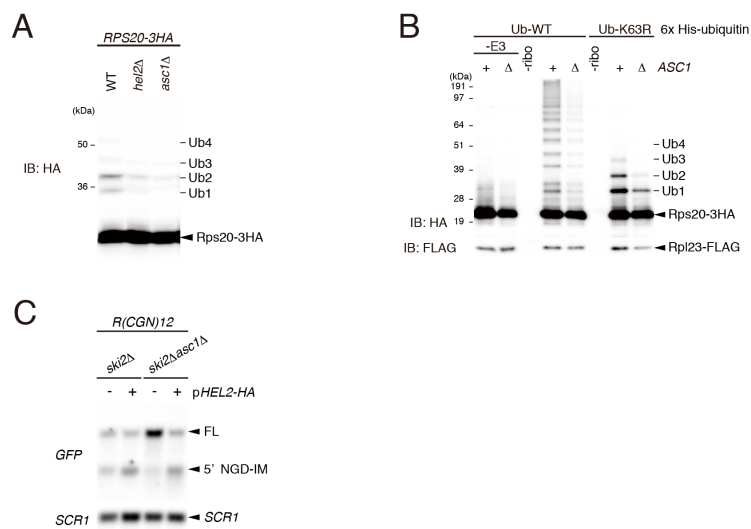 A
RPS20-3HA
WT hel2Δ asc1Δ
(kDa)
50
36
IB: HA
Ub4
Ub3
Ub2
Ub1
Rps20-3HA
B
Ub-WT Ub-K63R 6x His-ubiquitin
-E3 -ribo -ribo
+ Δ + Δ + Δ ASC1
(kDa)
191
97
64
51
39
28
19
Ub4
Ub3
Ub2
Ub1
IB: HA Rps20-3HA
IB: FLAG Rpl23-FLAG
C
R(CGN)12
ski2Δ ski2Δasc1Δ
- + - + pHEL2-HA
FL
GFP
5' NGD-IM
SCR1 SCR1